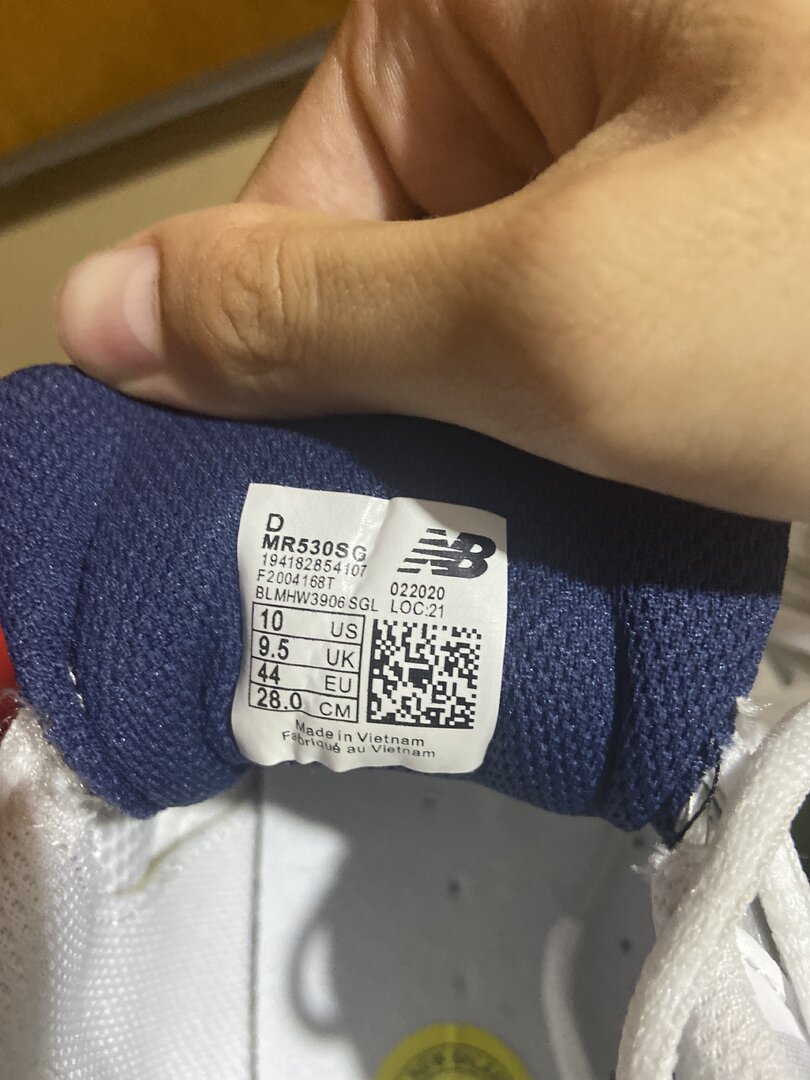 D
MR530SG
194182854107
F2004168T
BLMHW3906 SGL
NB
022020
LOC:21
10 US
9.5 UK
44 EU
28.0 CM
Made in Vietnam
Fabriqué au Vietnam